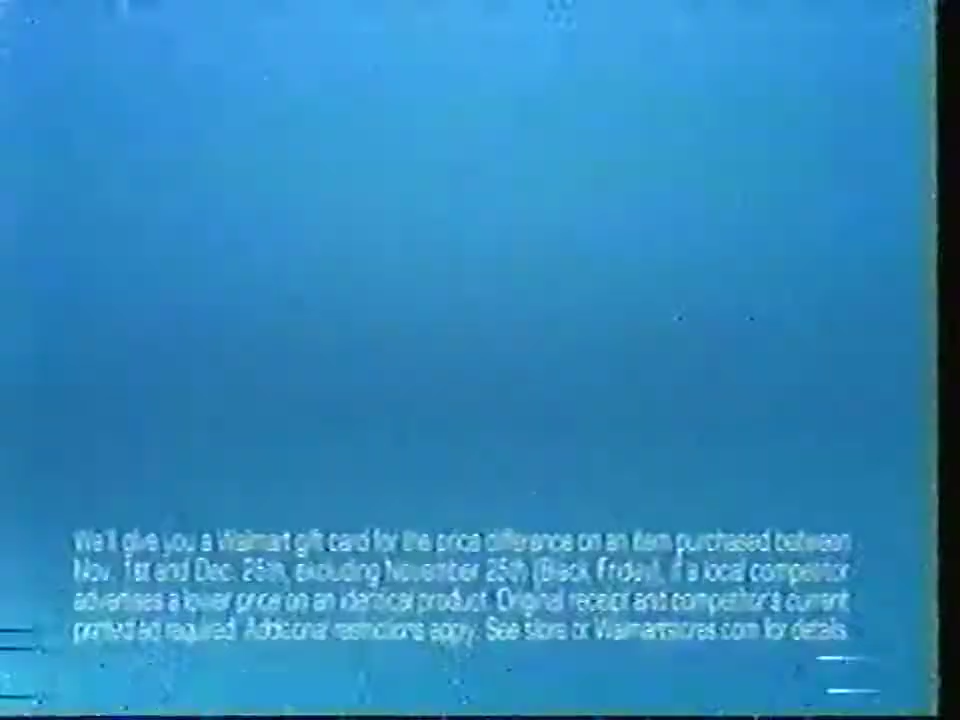 We'll give you a Walmart gift card for the price difference on an item purchased between
Nov. 1st and Dec. 25th, excluding November 25th (Black Friday), if a local competitor
advertises a lower price on an identical product. Original receipt and competitor's current
printed ad required. Additional restrictions apply. See store or Walmartstores.com for details.